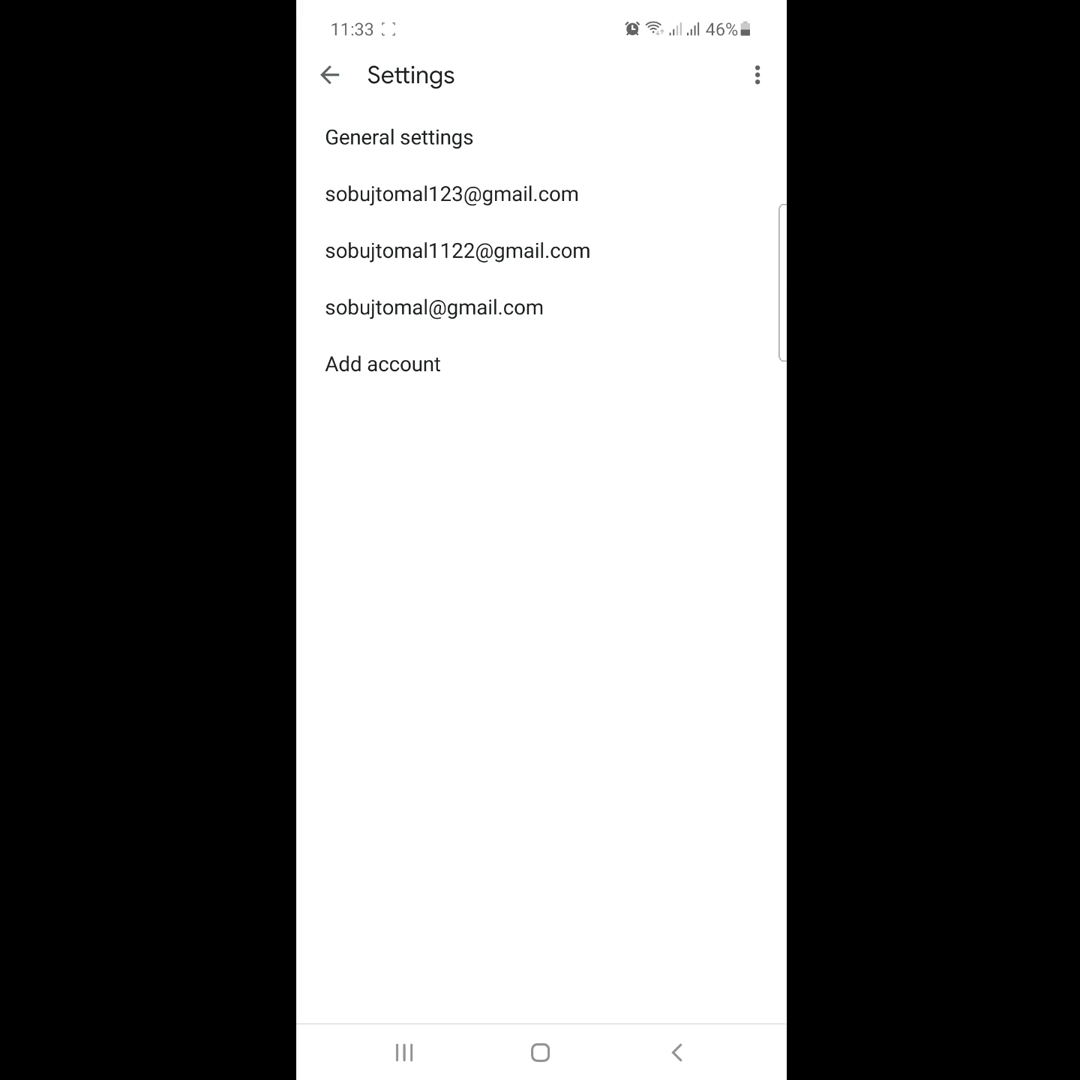 11:33 46%
Settings
General settings
sobujtomal123@gmail.com
sobujtomal1122@gmail.com
sobujtomal@gmail.com
Add account